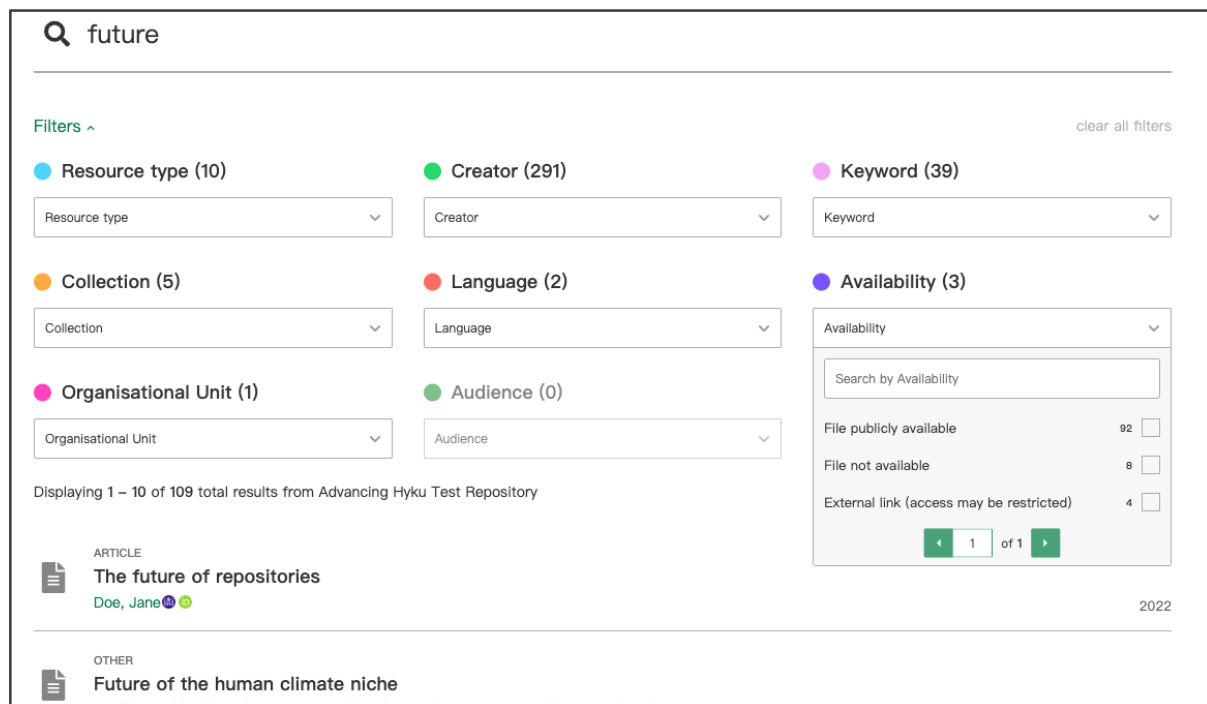 future
Filters
clear all filters
Resource type (10)
Creator (291)
Keyword (39)
Resource type
Creator
Keyword
Collection (5)
Language (2)
Availability (3)
Collection
Language
Availability
Search by Availability
Organisational Unit (1)
Audience (0)
Organisational Unit
Audience
File publicly available 92
File not available 8
External link (access may be restricted) 4
1 of 1
Displaying 1 – 10 of 109 total results from Advancing Hyku Test Repository
ARTICLE
The future of repositories
Doe, Jane iD
2022
OTHER
Future of the human climate niche